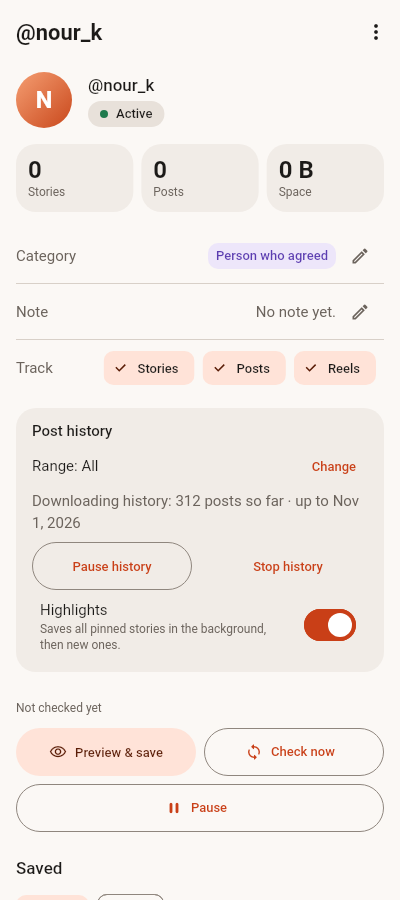 @nour_k
N
@nour_k
Active
0
Stories
0
Posts
0 B
Space
Category
Person who agreed
Note
No note yet.
Track
Stories
Posts
Reels
Post history
Range: All
Change
Downloading history: 312 posts so far · up to Nov
1, 2026
Pause history
Stop history
Highlights
Saves all pinned stories in the background,
then new ones.
Not checked yet
Preview & save
Check now
Pause
Saved